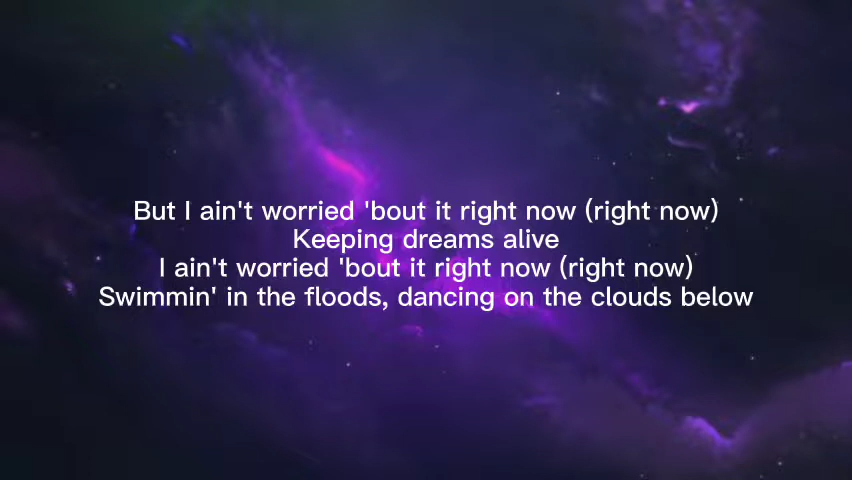 But I ain't worried 'bout it right now (right now)
Keeping dreams alive
I ain't worried 'bout it right now (right now)
Swimmin' in the floods, dancing on the clouds below